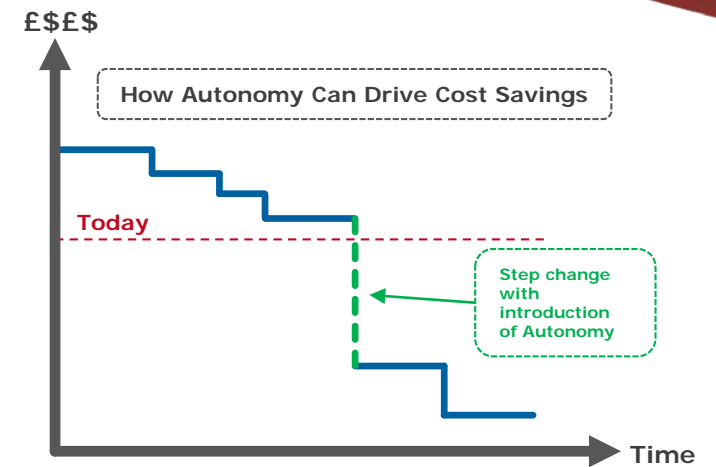 £$£$
How Autonomy Can Drive Cost Savings
Today
Step change
with
introduction
of Autonomy
Time